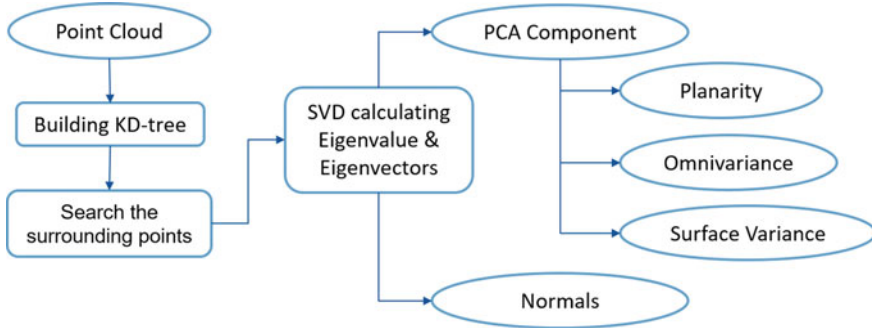 Point Cloud
Building KD-tree
Search the
surrounding points
SVD calculating
Eigenvalue &
Eigenvectors
PCA Component
Planarity
Omnivariance
Surface Variance
Normals